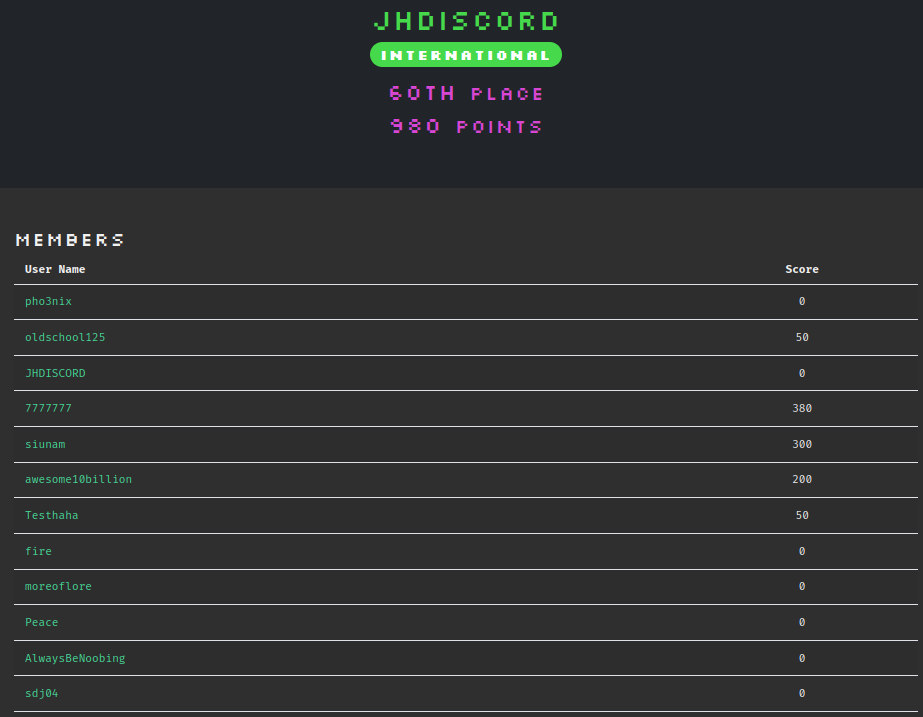 JHDISCORD
INTERNATIONAL
60TH PLACE
980 POINTS
MEMBERS
User Name Score
pho3nix 0
oldschool125 50
JHDISCORD 0
7777777 380
siunam 300
awesome10billion 200
Testhaha 50
fire 0
moreoflore 0
Peace 0
AlwaysBeNoobing 0
sdj04 0